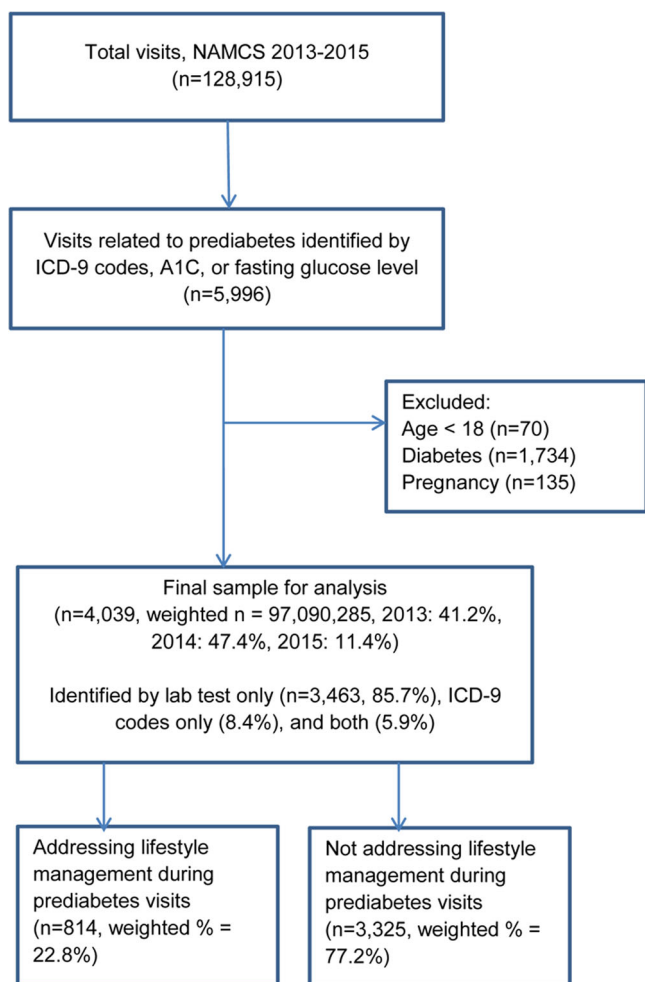 Total visits, NAMCS 2013-2015
(n=128,915)
Visits related to prediabetes identified by
ICD-9 codes, A1C, or fasting glucose level
(n=5,996)
Excluded:
Age < 18 (n=70)
Diabetes (n=1,734)
Pregnancy (n=135)
Final sample for analysis
(n=4,039, weighted n = 97,090,285, 2013: 41.2%,
2014: 47.4%, 2015: 11.4%)
Identified by lab test only (n=3,463, 85.7%), ICD-9
codes only (8.4%), and both (5.9%)
Addressing lifestyle
management during
prediabetes visits
(n=814, weighted % =
22.8%)
Not addressing lifestyle
management during
prediabetes visits
(n=3,325, weighted % =
77.2%)